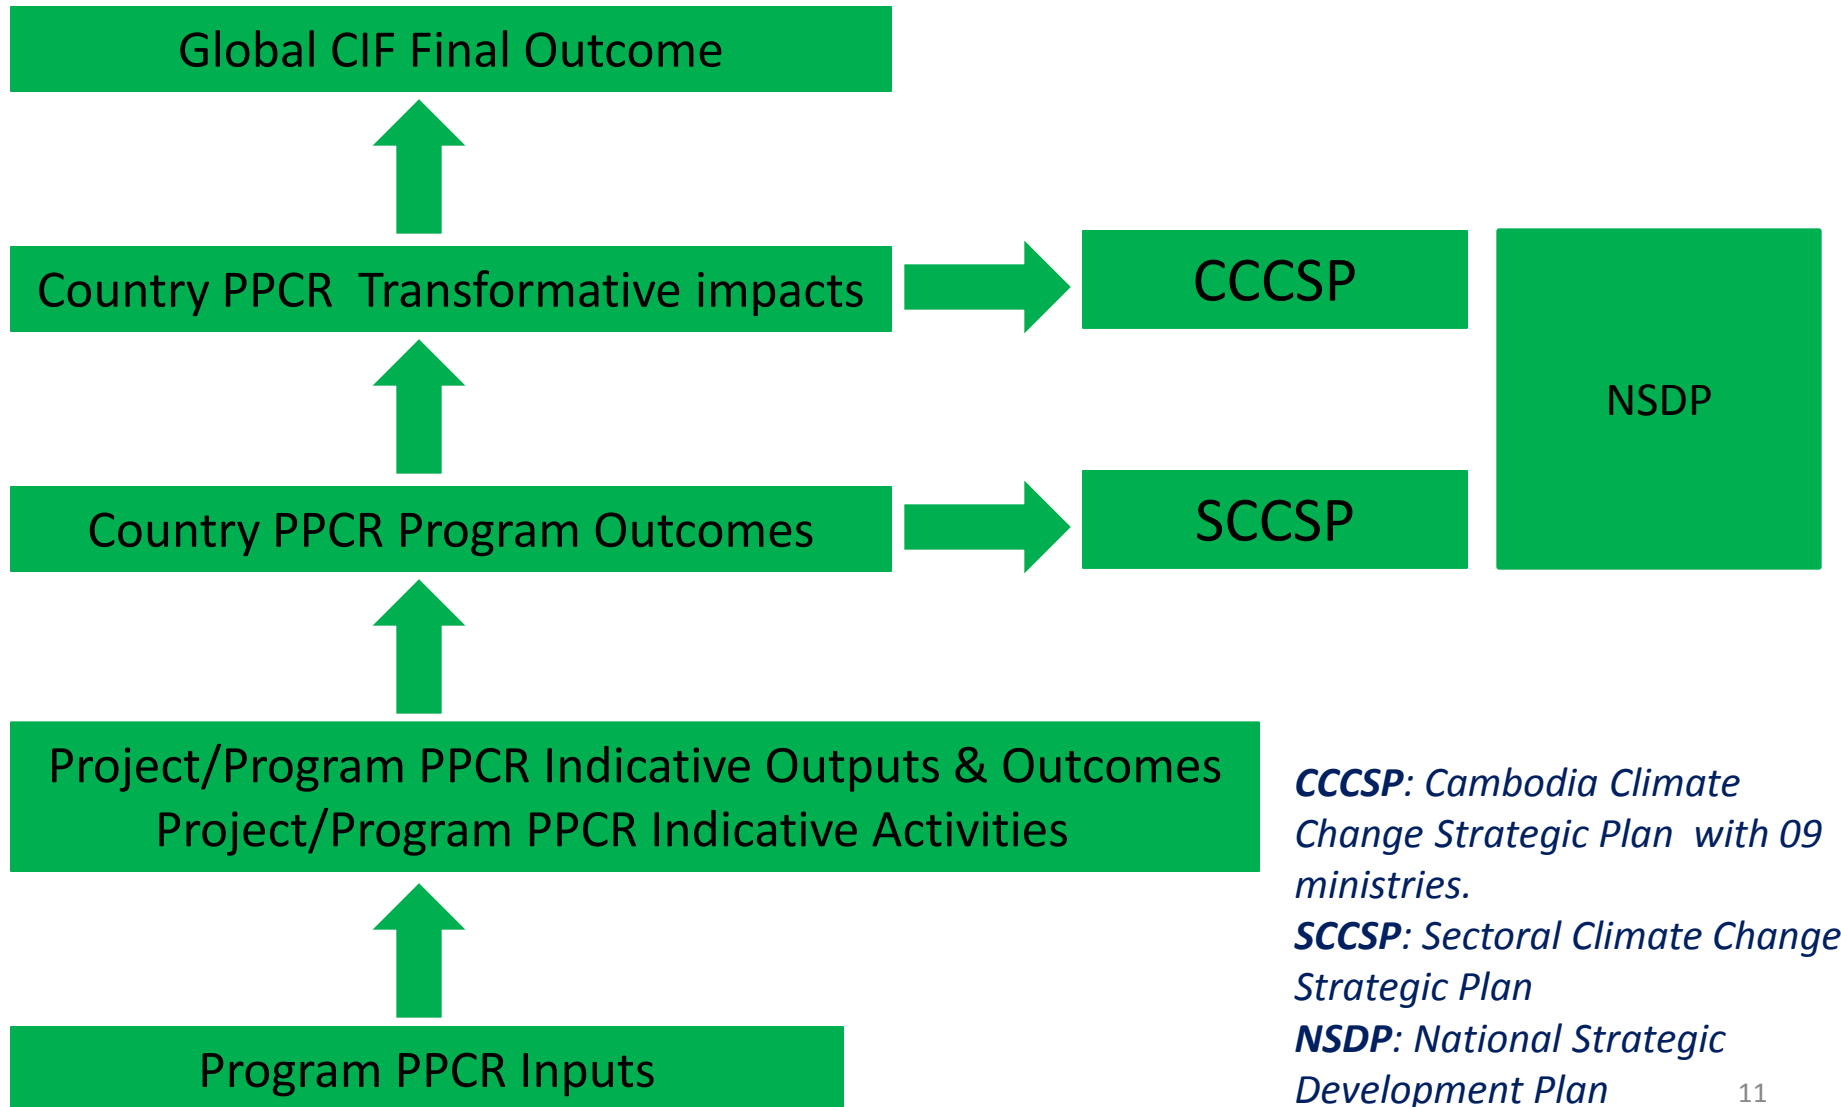 Global CIF Final Outcome
Country PPCR Transformative impacts
CCCSP
NSDP
Country PPCR Program Outcomes
SCCSP
Project/Program PPCR Indicative Outputs & Outcomes
Project/Program PPCR Indicative Activities
CCCSP: Cambodia Climate
Change Strategic Plan with 09
ministries.
SCCSP: Sectoral Climate Change
Strategic Plan
NSDP: National Strategic
Development Plan
Program PPCR Inputs
11